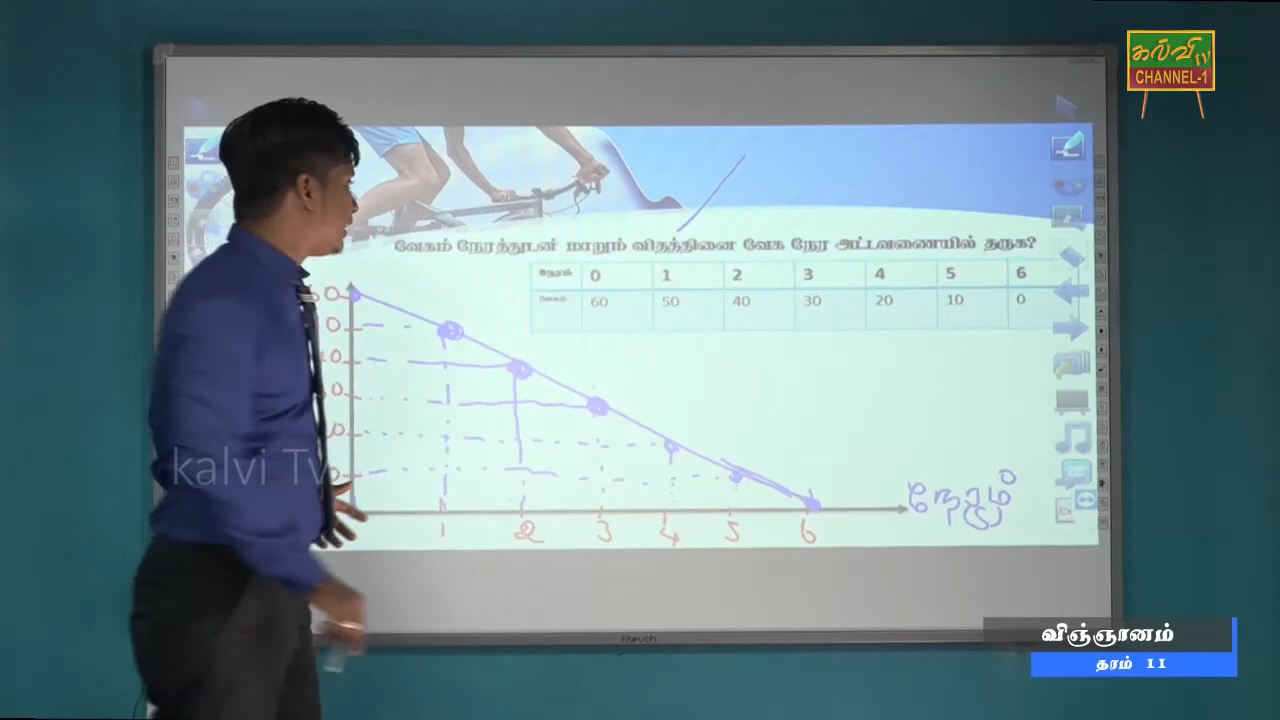 கல்வி TV
CHANNEL-1
வேகம் நேரத்துடன் மாறும் விதத்தினை வேக நேர அட்டவணையில் தருக?
நேரம் 0 1 2 3 4 5 6
வேகம் 60 50 40 30 20 10 0
kalvi Tv
நேரம்
1 2 3 4 5 6
விஞ்ஞானம்
தரம் 11